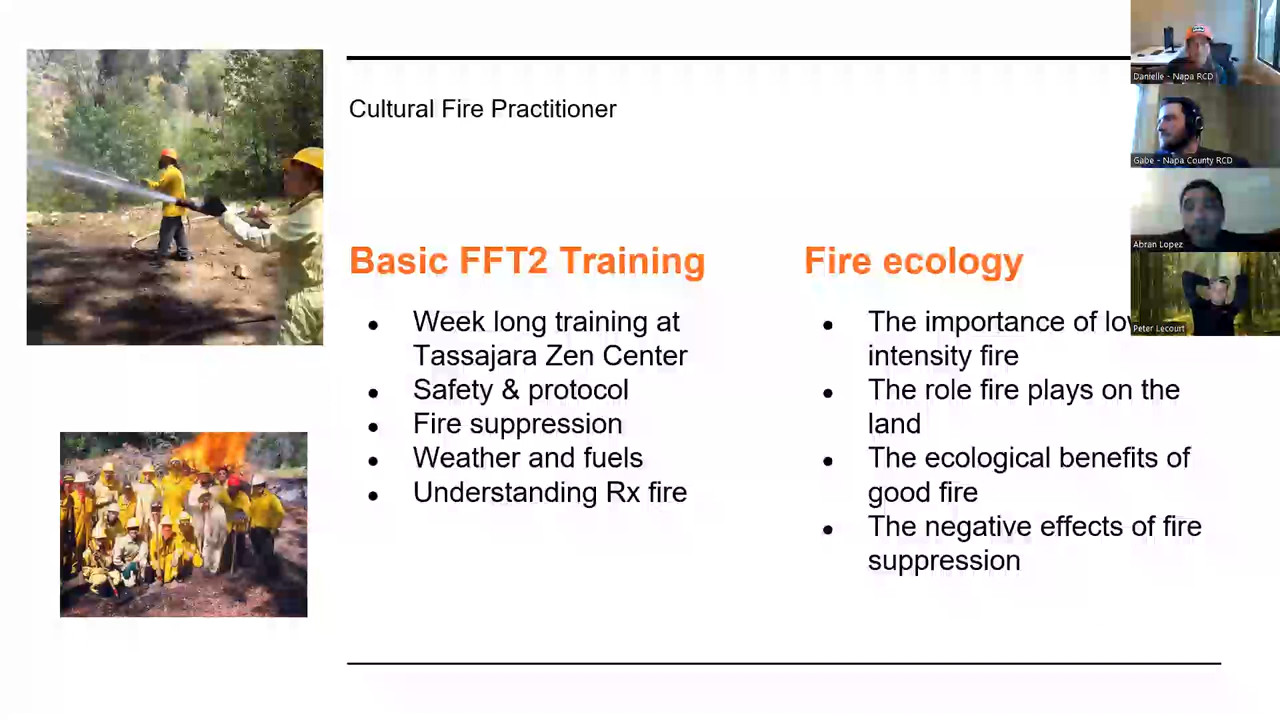 Cultural Fire Practitioner
Basic FFT2 Training
● Week long training at
Tassajara Zen Center
● Safety & protocol
● Fire suppression
● Weather and fuels
● Understanding Rx fire
Fire ecology
● The importance of
intensity fire
● The role fire plays on the
land
● The ecological benefits of
good fire
● The negative effects of fire
suppression
Danielle - Napa RCD
Gabe - Napa County RCD
Abran Lopez
Peter Lecourt